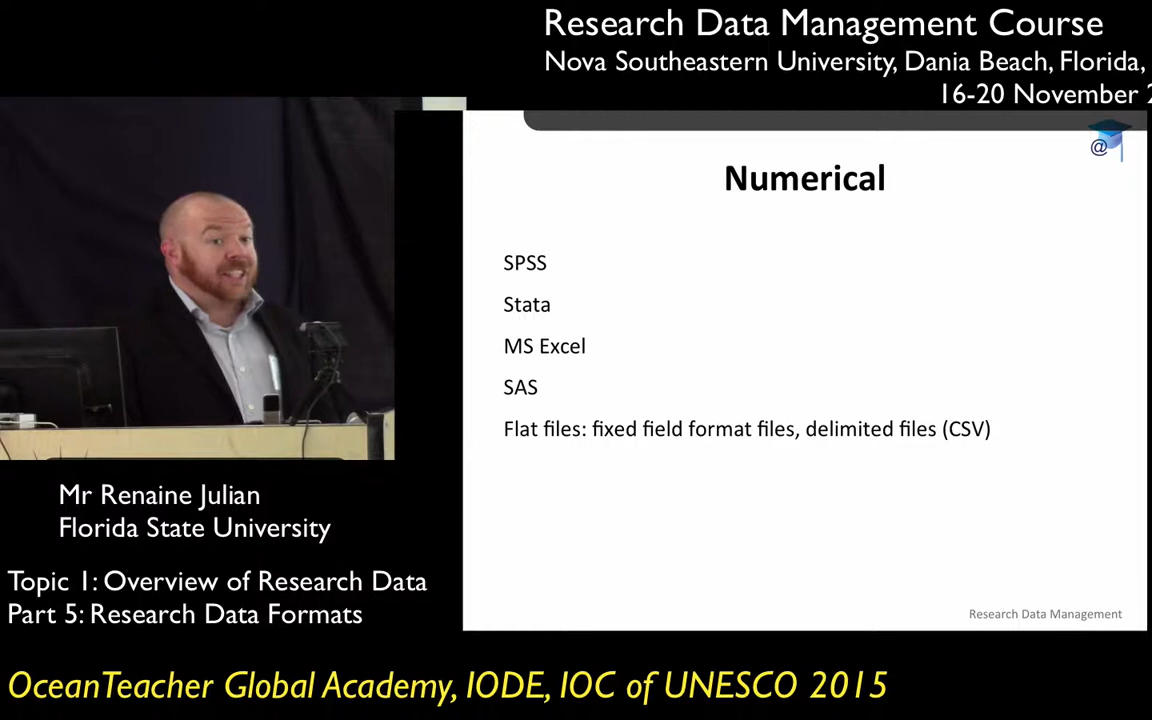 Research Data Management Course
Nova Southeastern University, Dania Beach, Florida,
16-20 November
@
Numerical
SPSS
Stata
MS Excel
SAS
Flat files: fixed field format files, delimited files (CSV)
Research Data Management
Mr Renaine Julian
Florida State University
Topic 1: Overview of Research Data
Part 5: Research Data Formats
OceanTeacher Global Academy, IODE, IOC of UNESCO 2015